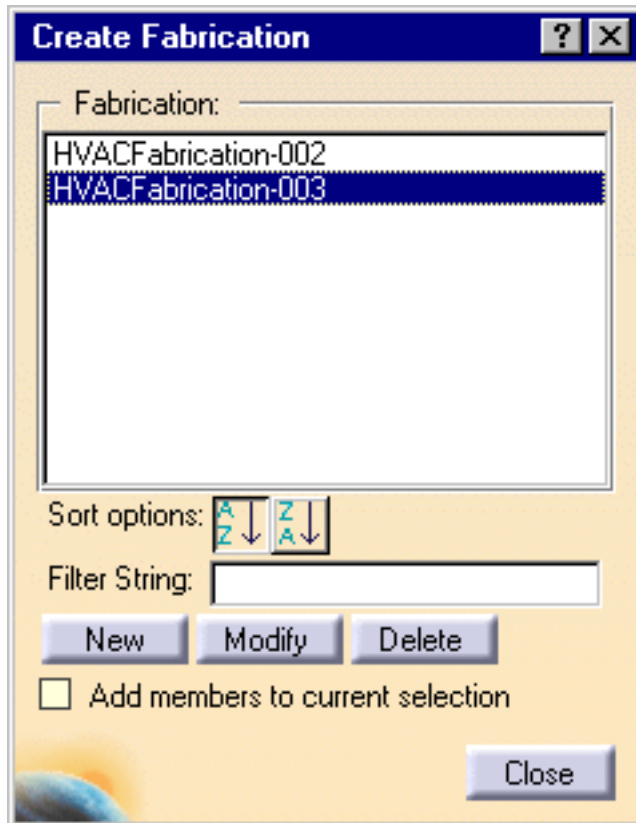 Create Fabrication
Fabrication:
HVACFabrication-002
HVACFabrication-003
Sort options: A Z Z A
Filter String:
New Modify Delete
Add members to current selection
Close